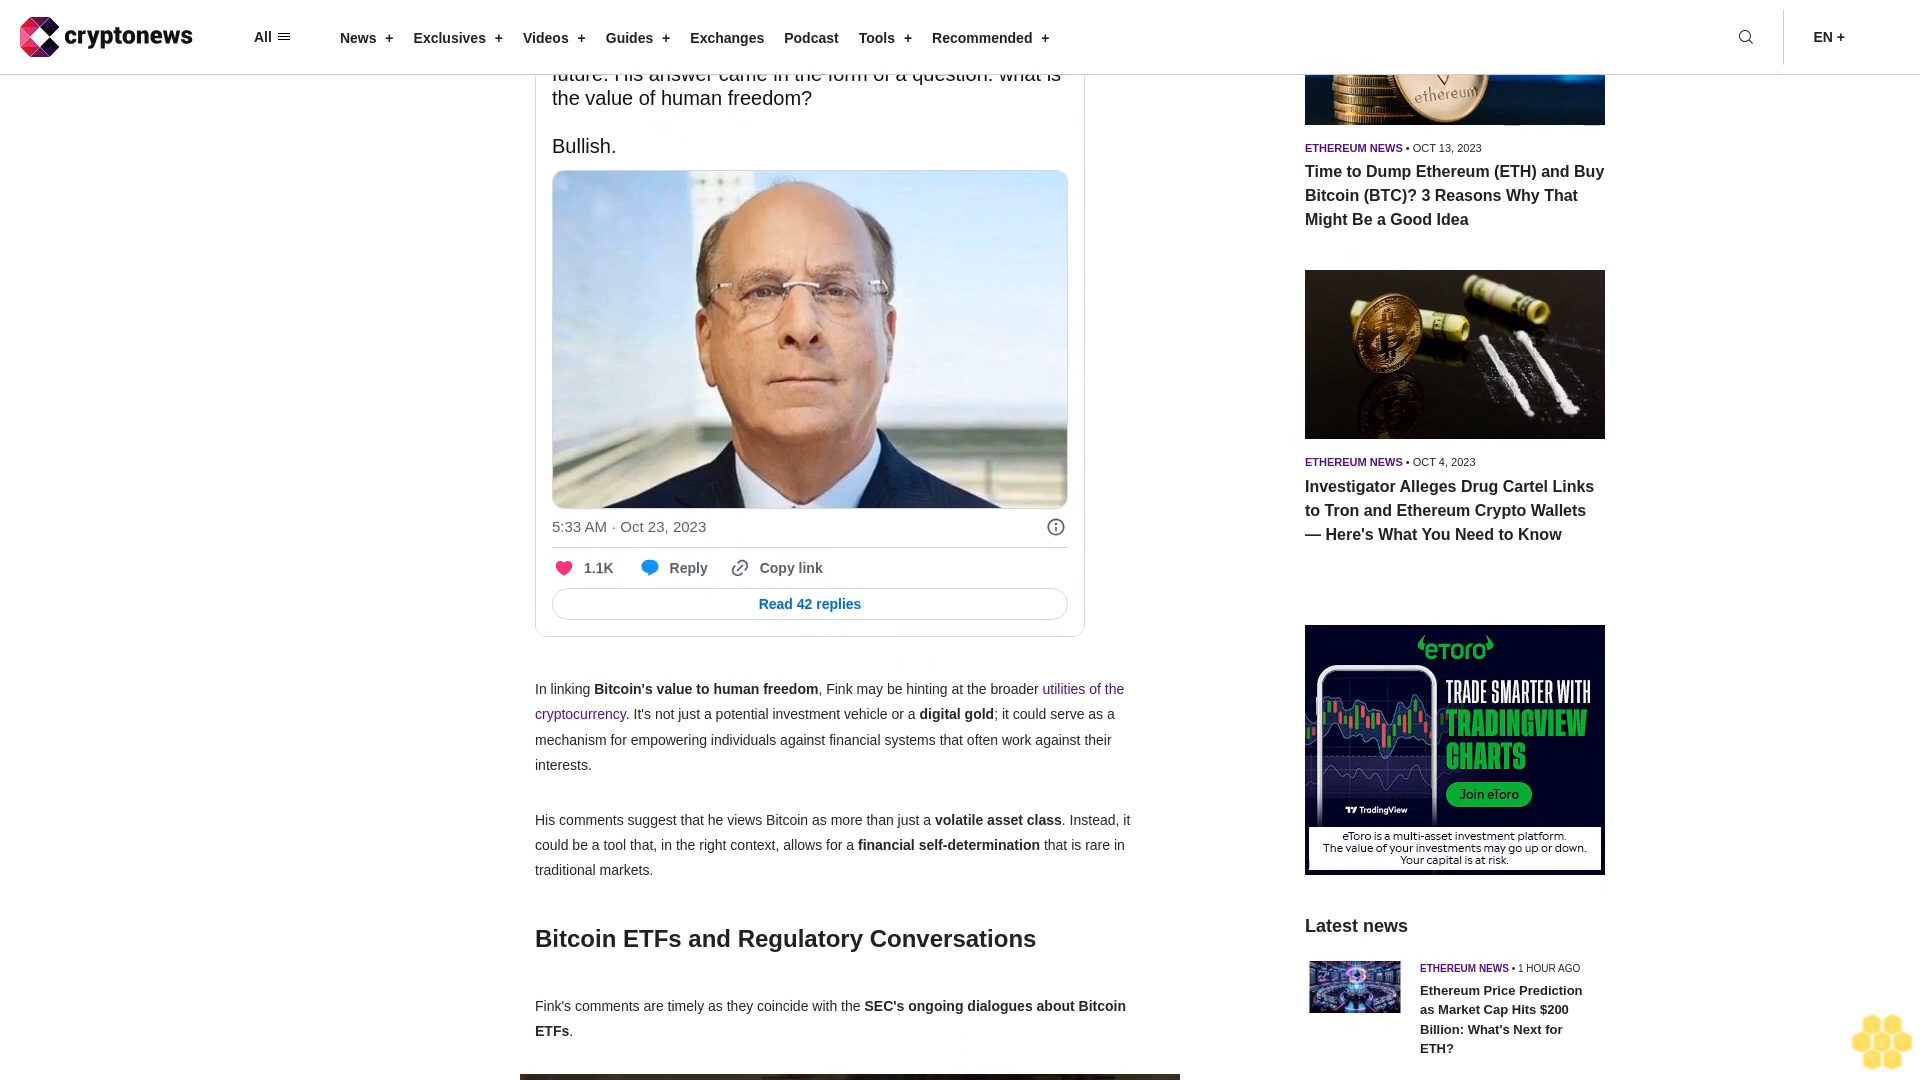 cryptonews
All
News +
Exclusives +
Videos +
Guides +
Exchanges
Podcast
Tools +
Recommended +
EN +
future. His answer came in the form of a question: what is
the value of human freedom?
Bullish.
5:33 AM · Oct 23, 2023
1.1K
Reply
Copy link
Read 42 replies
In linking Bitcoin's value to human freedom, Fink may be hinting at the broader utilities of the
cryptocurrency. It's not just a potential investment vehicle or a digital gold; it could serve as a
mechanism for empowering individuals against financial systems that often work against their
interests.
His comments suggest that he views Bitcoin as more than just a volatile asset class. Instead, it
could be a tool that, in the right context, allows for a financial self-determination that is rare in
traditional markets.
Bitcoin ETFs and Regulatory Conversations
Fink's comments are timely as they coincide with the SEC's ongoing dialogues about Bitcoin
ETFs.
ethereum
ETHEREUM NEWS • OCT 13, 2023
Time to Dump Ethereum (ETH) and Buy
Bitcoin (BTC)? 3 Reasons Why That
Might Be a Good Idea
ETHEREUM NEWS • OCT 4, 2023
Investigator Alleges Drug Cartel Links
to Tron and Ethereum Crypto Wallets
— Here's What You Need to Know
eTORO
TRADE SMARTER WITH
TRADINGVIEW
CHARTS
Join eToro
TradingView
eToro is a multi-asset investment platform.
The value of your investments may go up or down.
Your capital is at risk.
Latest news
ETHEREUM NEWS • 1 HOUR AGO
Ethereum Price Prediction
as Market Cap Hits $200
Billion: What's Next for
ETH?